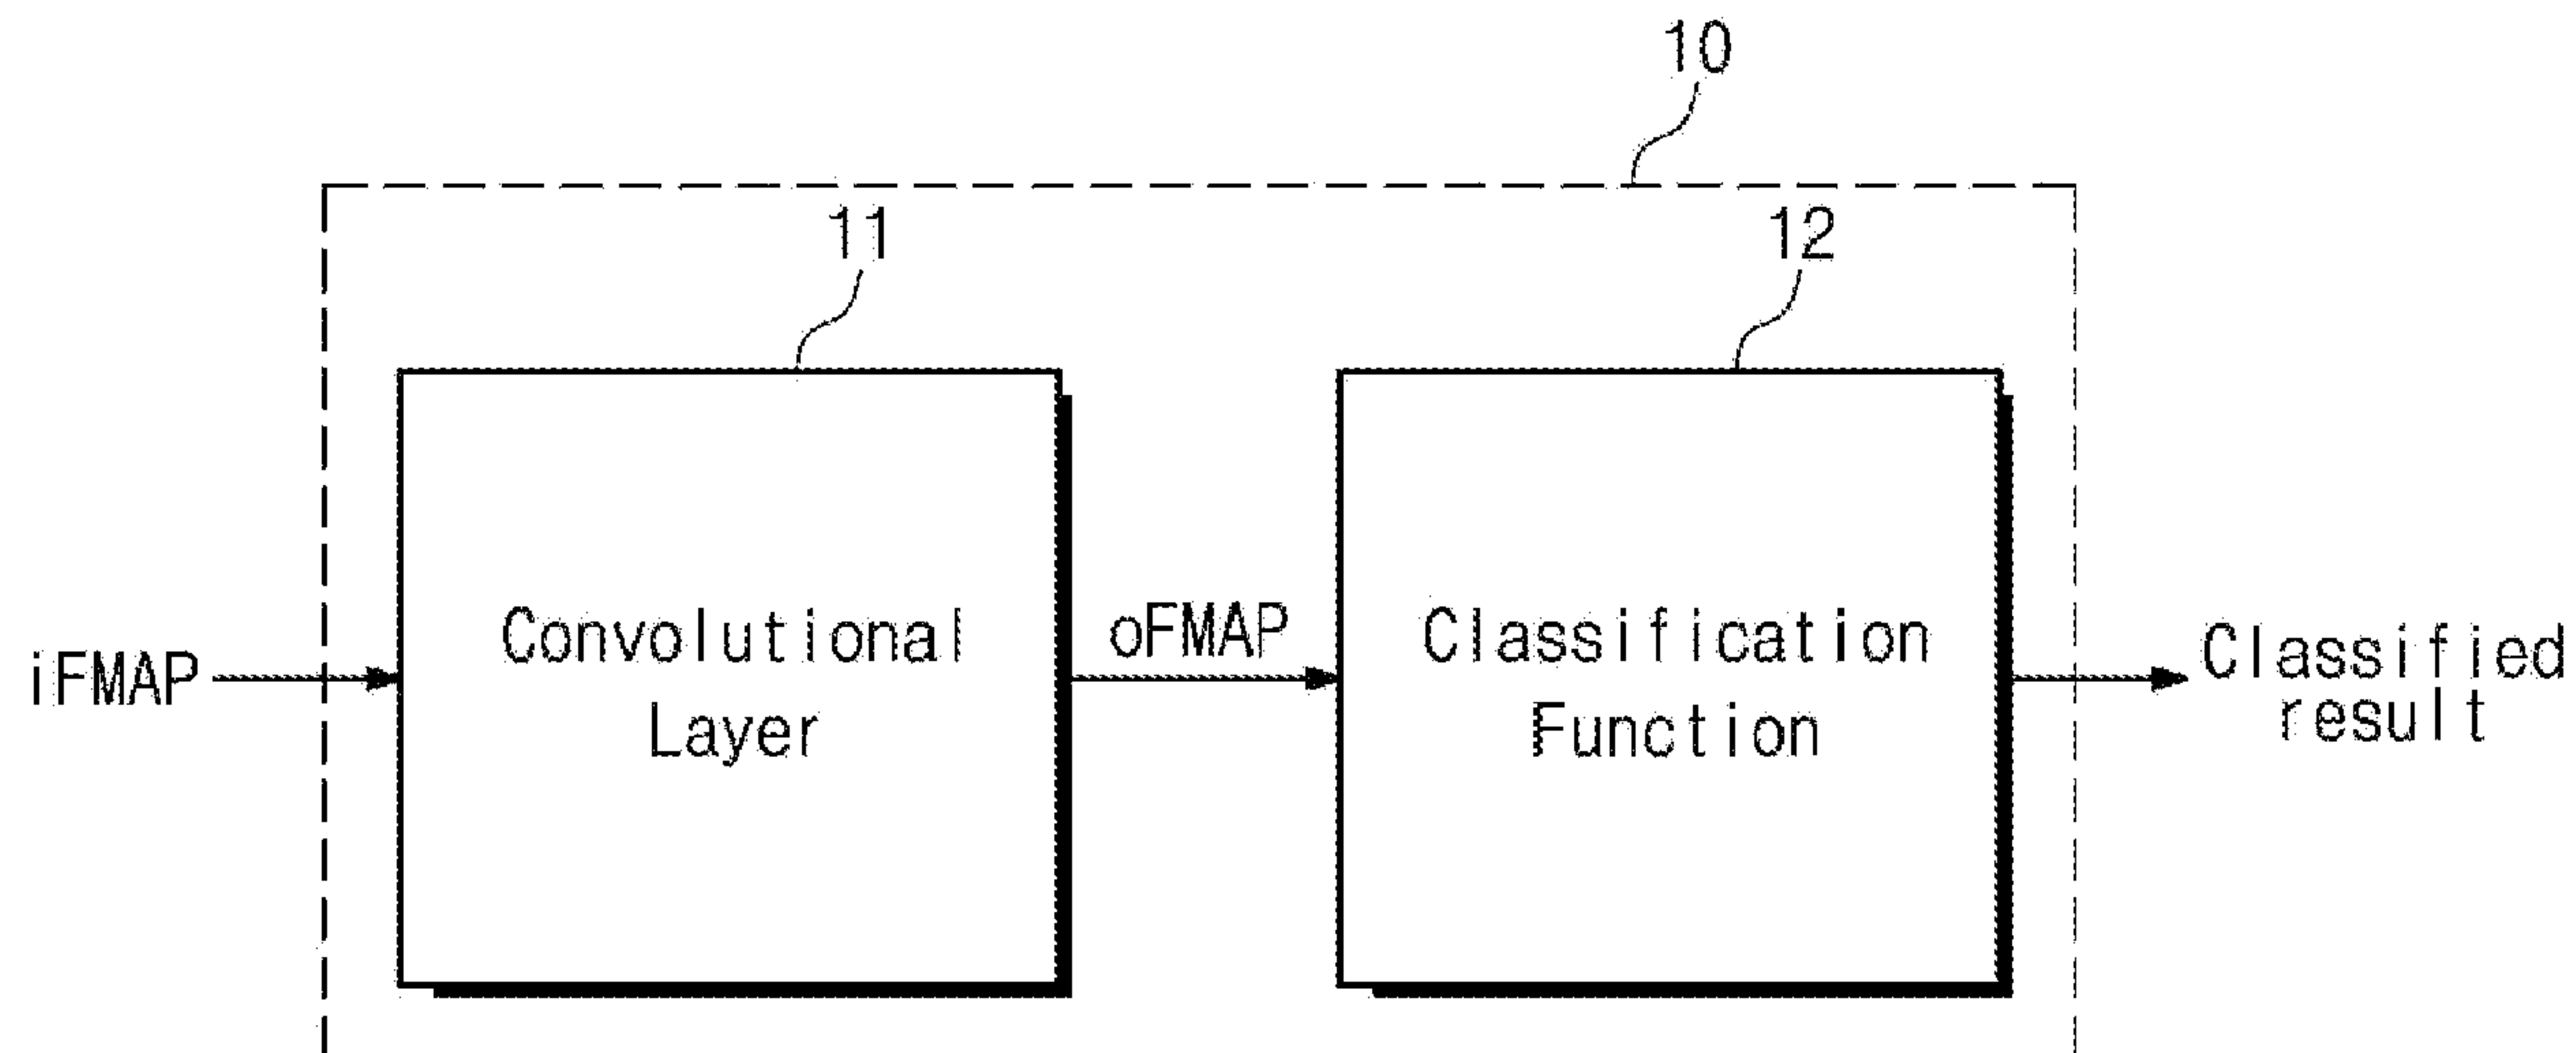 10
11
12
iFMAP
Convolutional
Layer
oFMAP
Classification
Function
Classified
result